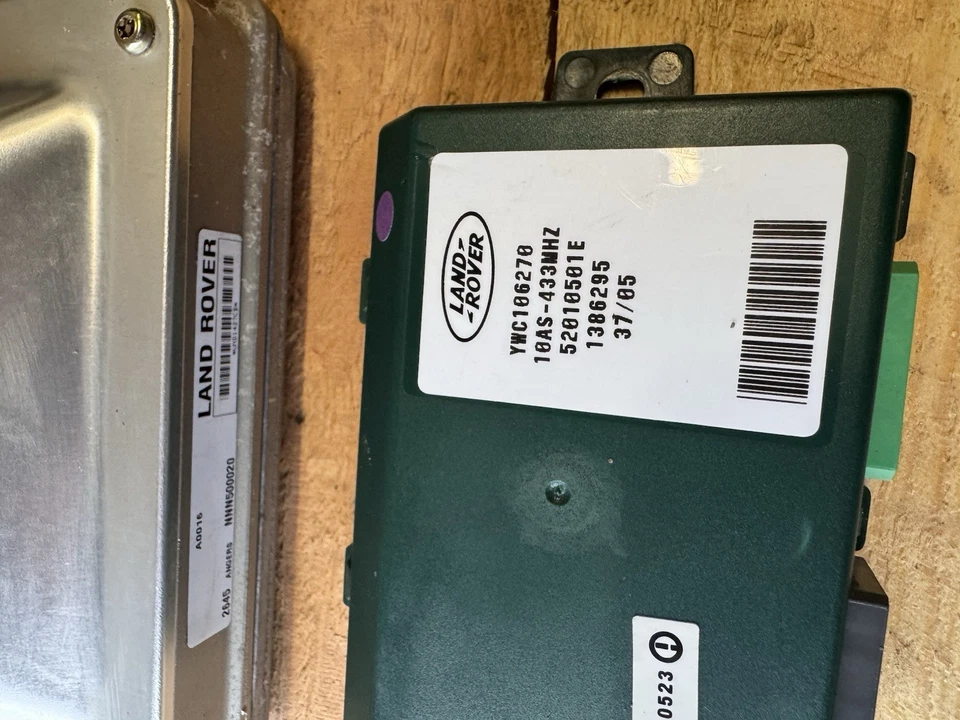 LAND ROVER
A0016
2645 ANGERS NNN500020
LAND-
-ROVER
YWC106270
10AS-433MHZ
52010501E
1386295
37/05
0523